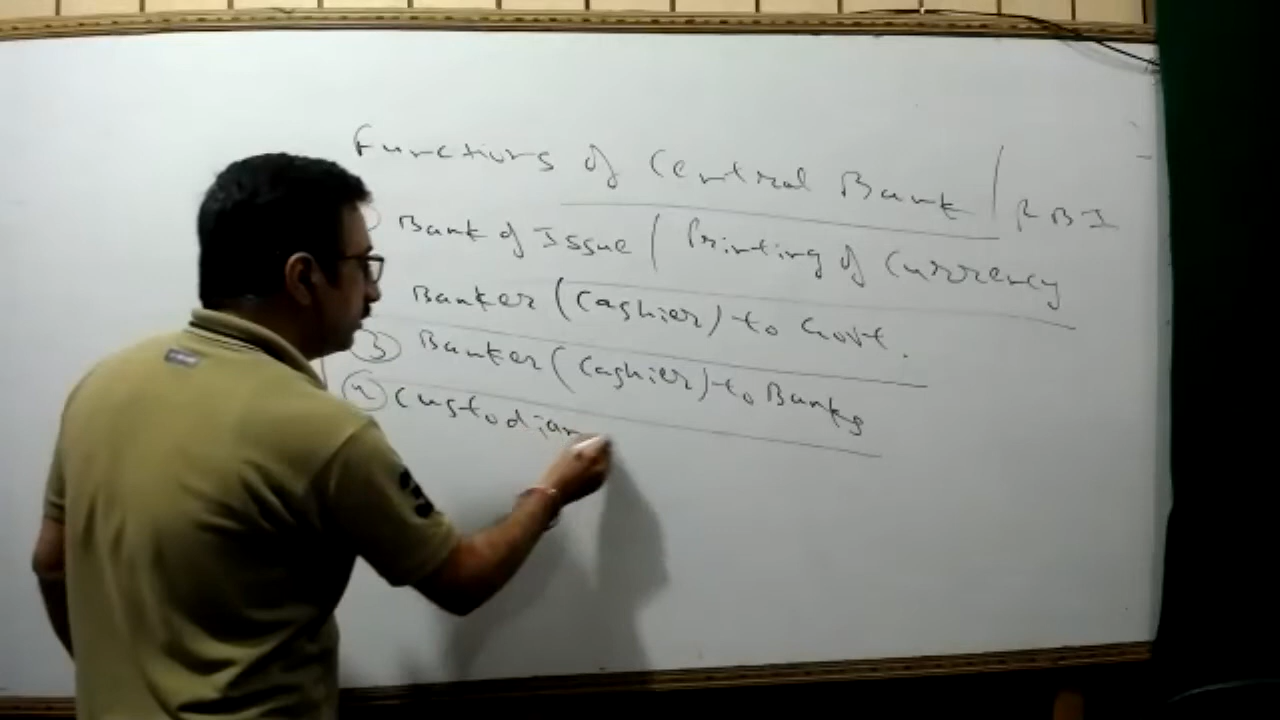 Functions of Central Bank / RBI
Bank of Issue / Printing of Currency
Banker (Cashier) to Govt.
3 Banker (Cashier) to Banks
4 Custodian